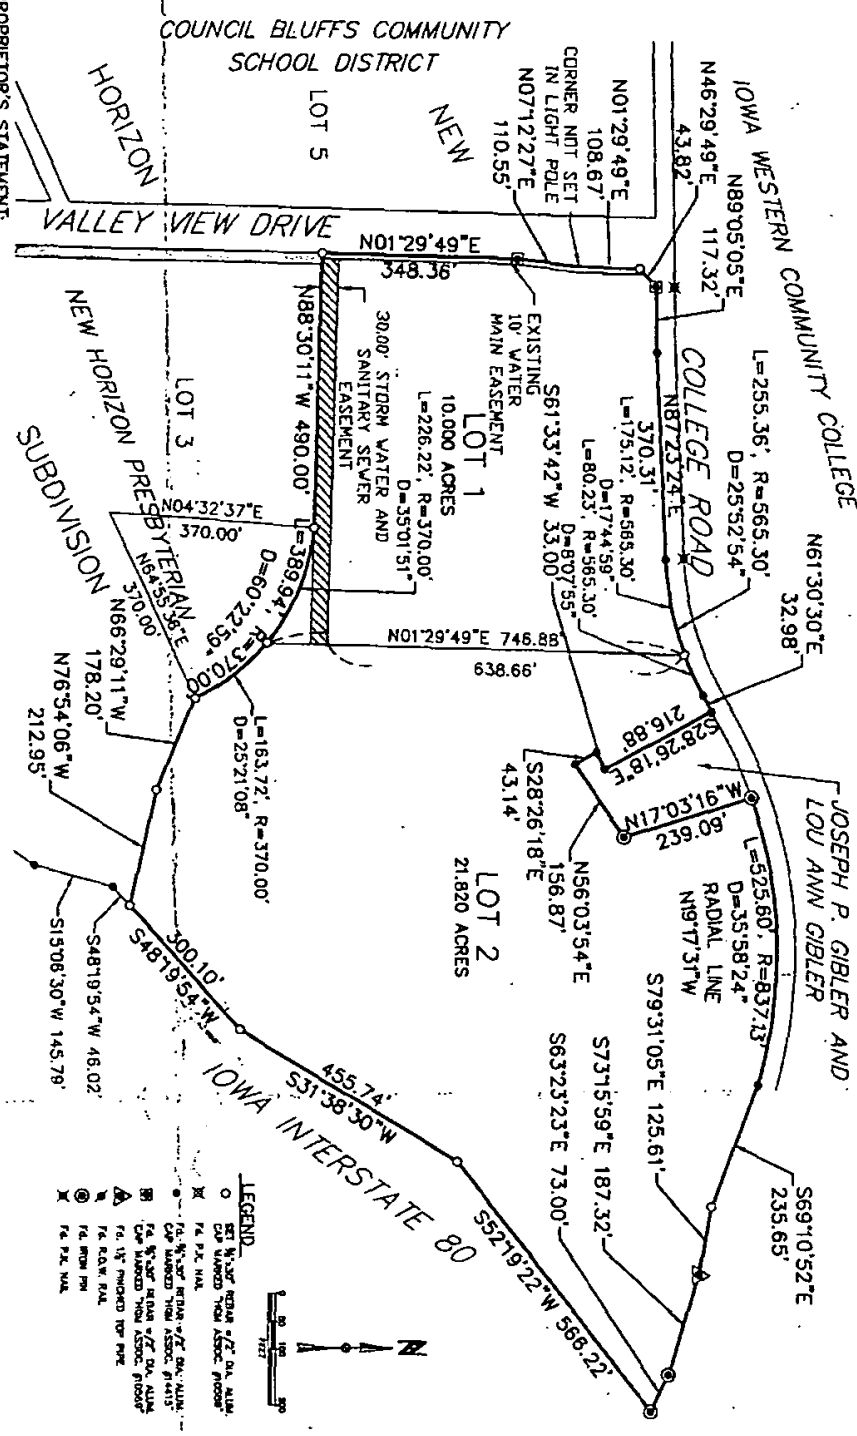 COUNCIL BLUFFS COMMUNITY
SCHOOL DISTRICT
HORIZON
LOT 5
NEW
CORNER NOT SET
IN LIGHT POLE
N07°12'27"E
110.55'
N01°29'49"E
108.67'
N46°29'49"E
43.82'
IOWA WESTERN COMMUNITY COLLEGE
N89°05'05"E
117.32'
VALLEY VIEW DRIVE
N01°29'49"E
348.36'
COLLEGE ROAD
N87°23'24"E
370.31'
L=255.36', R=565.30'
D=25°52'54"
L=175.12', R=565.30'
D=17°44'59"
L=80.23', R=565.30'
D=8°07'55"
S61°33'42"W 33.00'
N61°30'30"E
32.98'
EXISTING
10' WATER
MAIN EASEMENT
LOT 1
10.000 ACRES
L=226.22', R=370.00'
D=35°01'51"
30.00' STORM WATER AND
SANITARY SEWER
EASEMENT
N88°30'11"W 490.00'
NEW HORIZON PRESBYTERIAN
SUBDIVISION
LOT 3
N04°32'37"E
370.00'
N64°55'36"E
370.00'
L=389.94' R=370.00'
D=60°22'59"
N01°29'49"E 746.88'
638.66'
216.88'
S28°26'18"E
N17°03'16"W
239.09'
JOSEPH P. GIBLER AND
LOU ANN GIBLER
S28°26'18"E
43.14'
N56°03'54"E
156.87'
L=163.72', R=370.00'
D=25°21'08"
LOT 2
21.820 ACRES
N66°29'11"W
178.20'
N76°54'06"W
212.95'
L=525.60', R=837.13'
D=35°58'24"
RADIAL LINE
N19°17'31"W
S79°31'05"E 125.61'
S73°15'59"E 187.32'
S63°23'23"E 73.00'
S69°10'52"E
235.65'
300.10'
S48°19'54"W
S48°19'54"W 46.02'
S15°06'30"W 145.79'
455.74'
S31°38'30"W
IOWA INTERSTATE 80
S52°19'22"W 566.22'
LEGEND
Fd. P.K. NAIL
Fd. R.O.W. RAIL
Fd. IRON PIN
Fd. P.K. NAIL
FEET
N